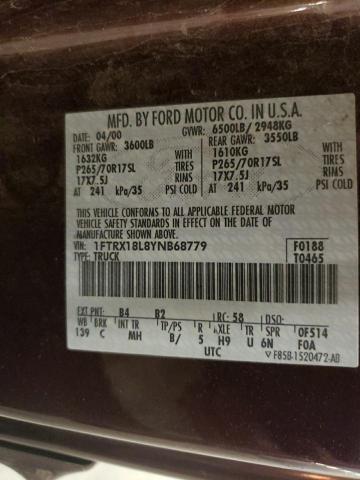 MFD. BY FORD MOTOR CO. IN U.S.A.
DATE: 04/00 GVWR: 6500LB/ 2948KG
FRONT GAWR: 3600LB REAR GAWR: 3550LB
1632KG WITH 1610KG WITH
P265/70R17SL TIRES P265/70R17SL TIRES
17X7.5J RIMS 17X7.5J RIMS
AT 241 kPa/35 PSI COLD AT 241 kPa/35 PSI COLD
THIS VEHICLE CONFORMS TO ALL APPLICABLE FEDERAL MOTOR
VEHICLE SAFETY STANDARDS IN EFFECT ON THE DATE OF
MANUFACTURE SHOWN ABOVE.
VIN: 1FTRX18L8YNB68779 F0188
TYPE: TRUCK T0465
EXT PNT: B4 B2 RC: 58 DSO:
WB BRK INT TR TP/PS R AXLE TR SPR 0F514
139 C MH B/ 5 H9 U 6N F0A
UTC F85B-1520472-AB